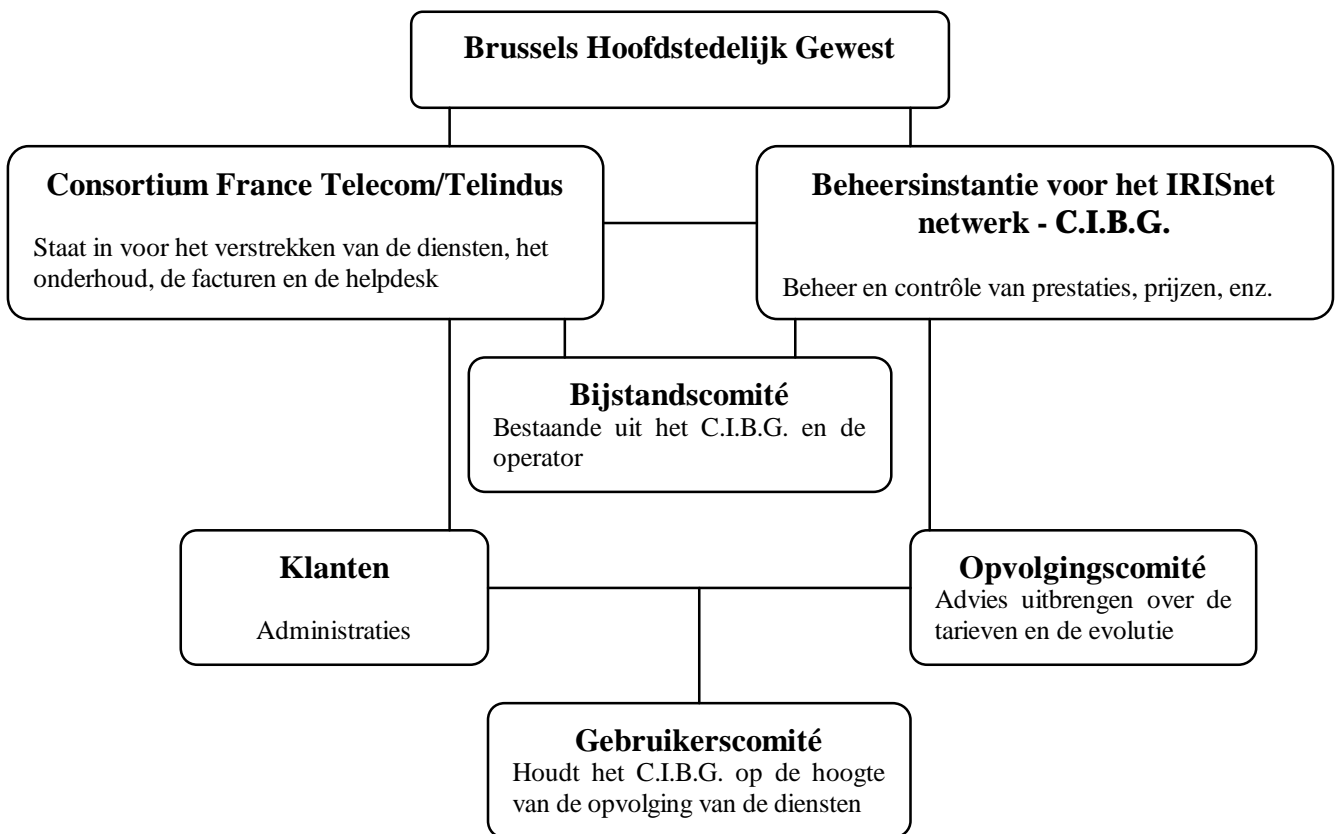 Brussels Hoofdstedelijk Gewest
Consortium France Telecom/Telindus
Staat in voor het verstrekken van de diensten, het
onderhoud, de facturen en de helpdesk
Beheersinstantie voor het IRISnet
netwerk - C.I.B.G.
Beheer en contrôle van prestaties, prijzen, enz.
Bijstandscomité
Bestaande uit het C.I.B.G. en de
operator
Klanten
Administraties
Opvolgingscomité
Advies uitbrengen over de
tarieven en de evolutie
Gebruikerscomité
Houdt het C.I.B.G. op de hoogte
van de opvolging van de diensten